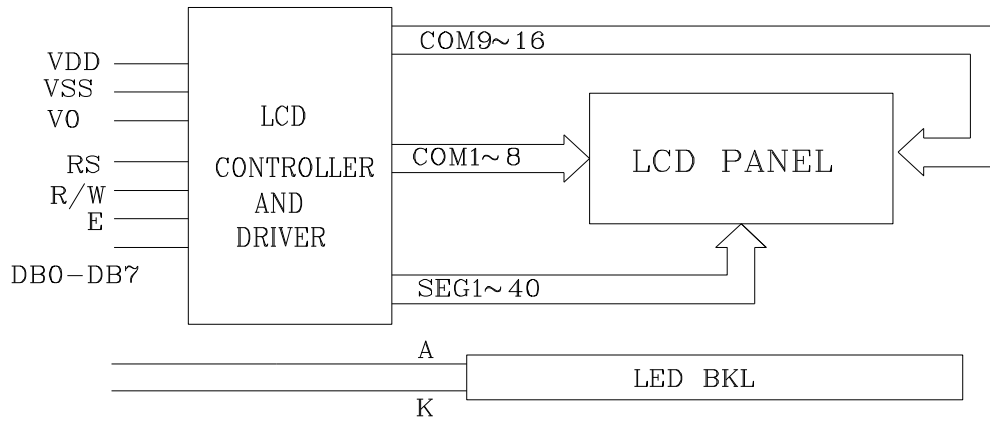 VDD
VSS
V0
RS
R/W
E
DB0-DB7
LCD
CONTROLLER
AND
DRIVER
COM9~16
COM1~8
SEG1~40
LCD PANEL
A
K
LED BKL